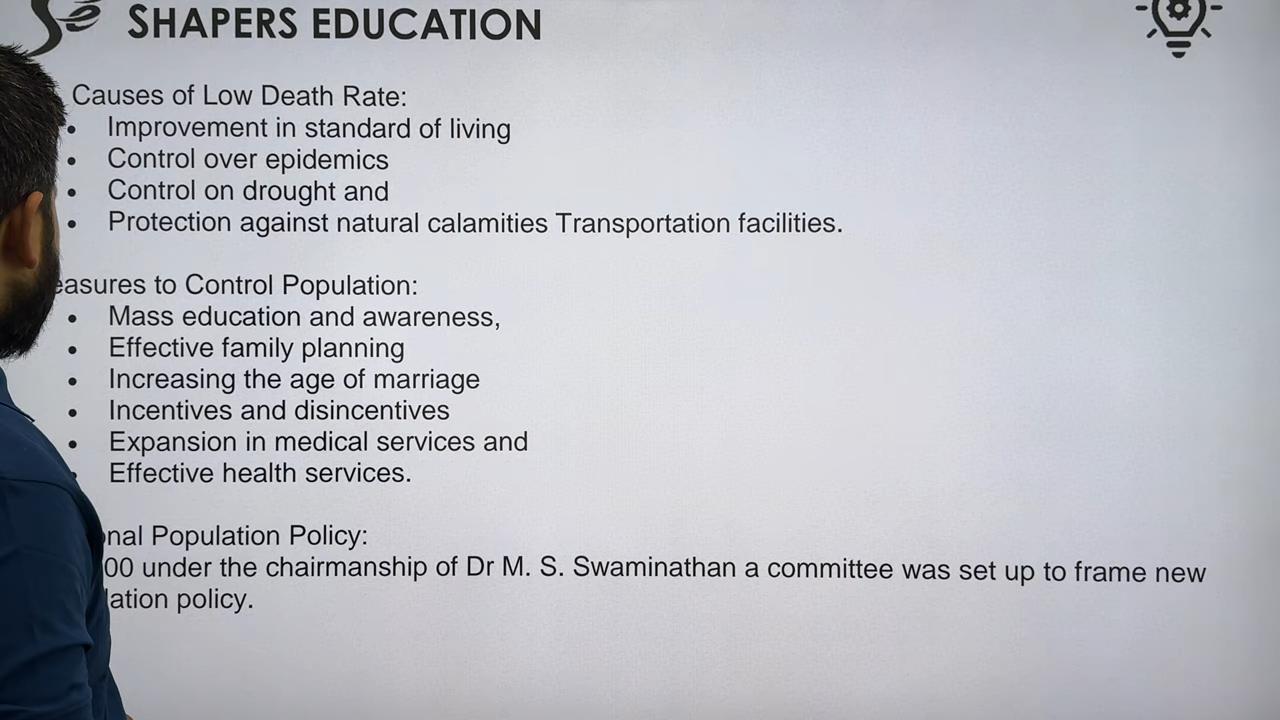 SHAPERS EDUCATION
Causes of Low Death Rate:
• Improvement in standard of living
• Control over epidemics
• Control on drought and
• Protection against natural calamities Transportation facilities.
easures to Control Population:
• Mass education and awareness,
• Effective family planning
• Increasing the age of marriage
• Incentives and disincentives
• Expansion in medical services and
• Effective health services.
onal Population Policy:
00 under the chairmanship of Dr M. S. Swaminathan a committee was set up to frame new
lation policy.